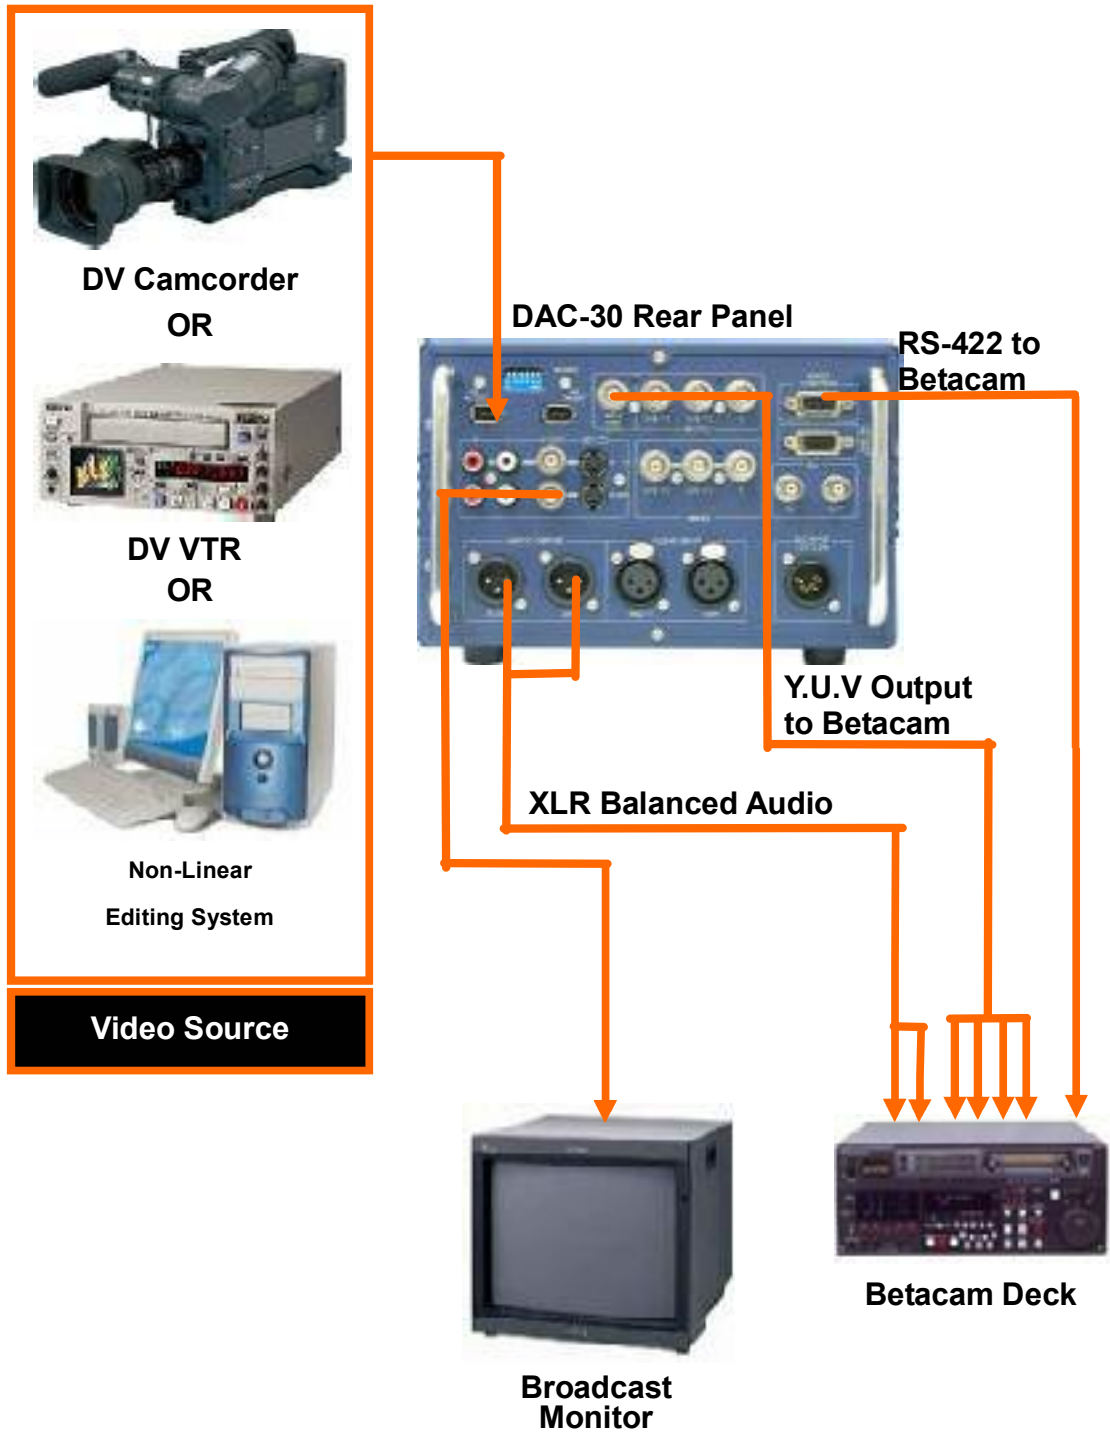 DV Camcorder
OR
DV VTR
OR
Non-Linear
Editing System
Video Source
DAC-30 Rear Panel
RS-422 to
Betacam
Y.U.V Output
to Betacam
XLR Balanced Audio
Broadcast
Monitor
Betacam Deck